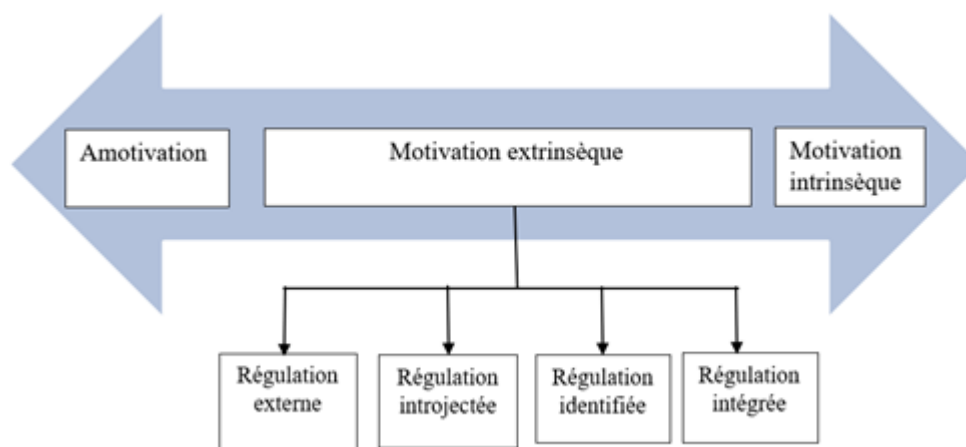 Amotivation
Motivation extrinsèque
Motivation
intrinsèque
Régulation
externe
Régulation
introjectée
Régulation
identifiée
Régulation
intégrée